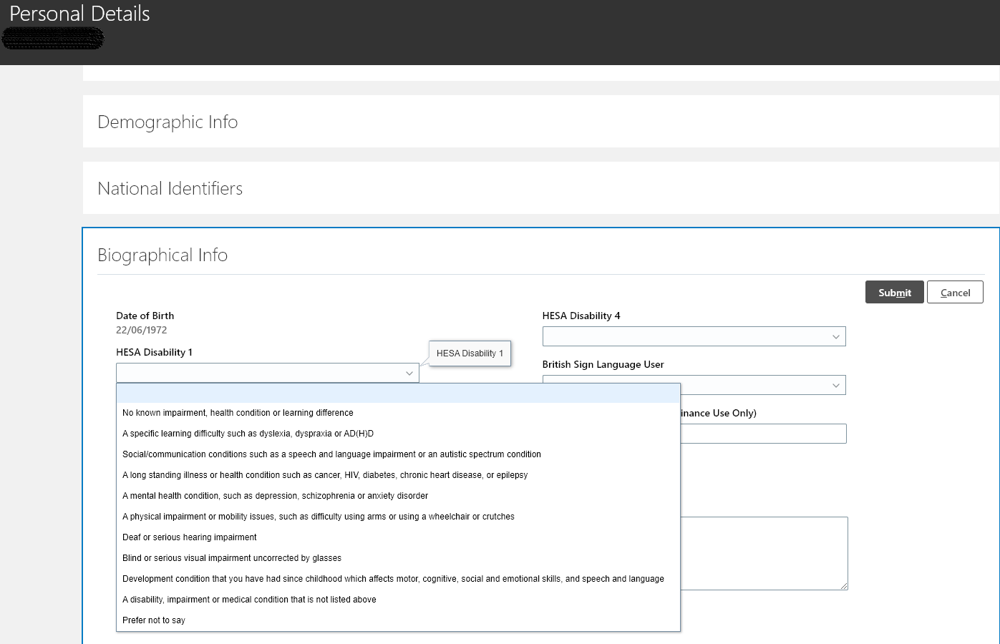 Personal Details
Demographic Info
National Identifiers
Biographical Info
Submit
Cancel
Date of Birth
22/06/1972
HESA Disability 1
HESA Disability 1
HESA Disability 4
British Sign Language User
inance Use Only)
No known impairment, health condition or learning difference
A specific learning difficulty such as dyslexia, dyspraxia or AD(H)D
Social/communication conditions such as a speech and language impairment or an autistic spectrum condition
A long standing illness or health condition such as cancer, HIV, diabetes, chronic heart disease, or epilepsy
A mental health condition, such as depression, schizophrenia or anxiety disorder
A physical impairment or mobility issues, such as difficulty using arms or using a wheelchair or crutches
Deaf or serious hearing impairment
Blind or serious visual impairment uncorrected by glasses
Development condition that you have had since childhood which affects motor, cognitive, social and emotional skills, and speech and language
A disability, impairment or medical condition that is not listed above
Prefer not to say